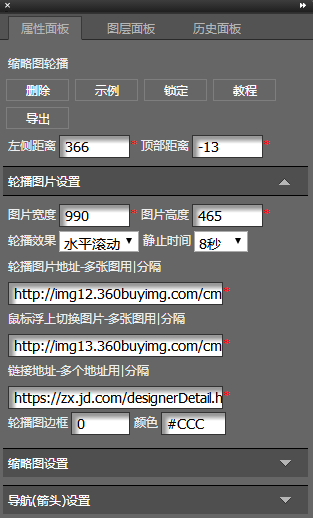 属性面板 图层面板 历史面板
缩略图轮播
删除 示例 锁定 教程
导出
左侧距离 366 * 顶部距离 -13 *
轮播图片设置
图片宽度 990 * 图片高度 465 *
轮播效果 水平滚动 静止时间 8秒
轮播图片地址-多张图用|分隔
http://img12.360buyimg.com/cm *
鼠标浮上切换图片-多张图用|分隔
http://img13.360buyimg.com/cm *
链接地址-多个地址用|分隔
https://zx.jd.com/designerDetail.h *
轮播图边框 0 颜色 #CCC
缩略图设置
导航(箭头)设置